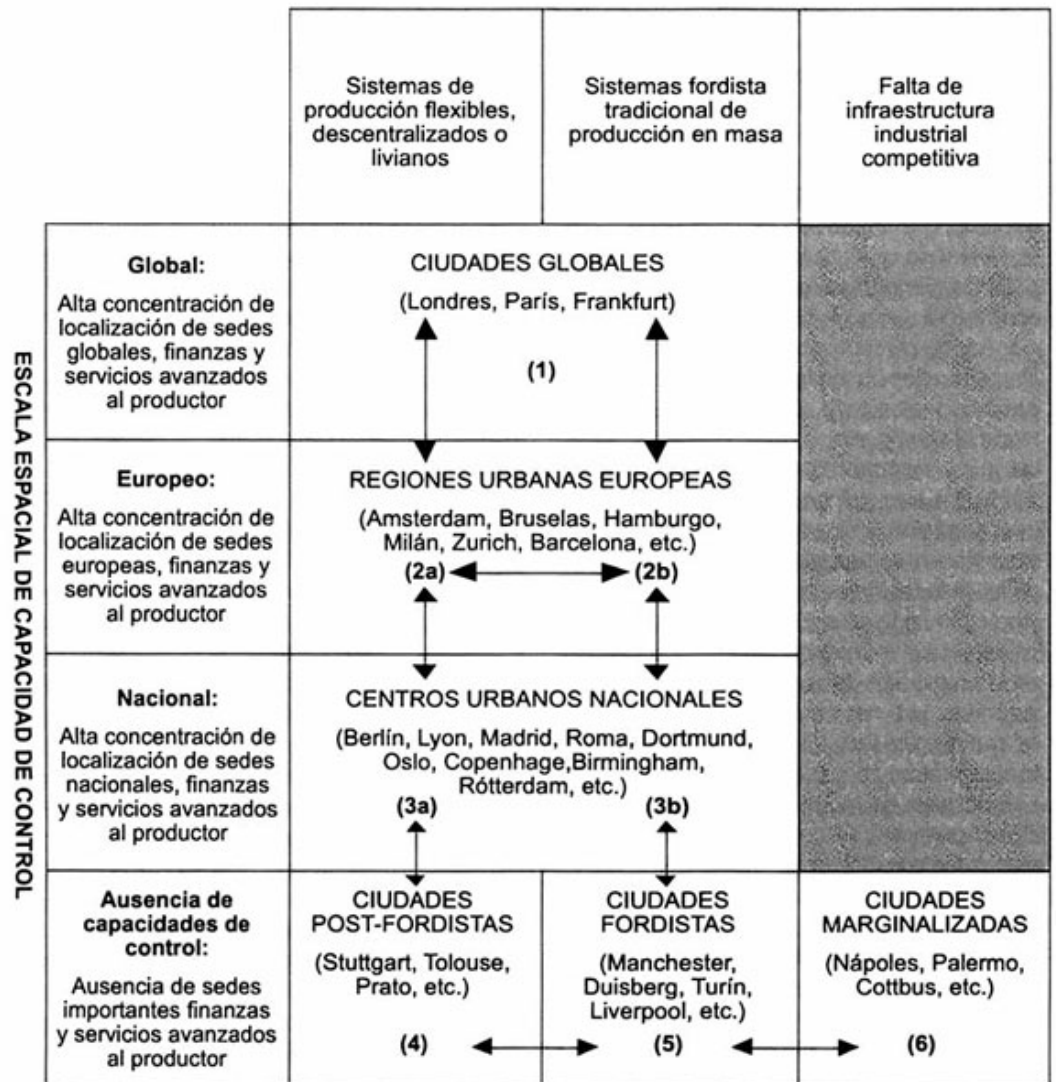 Sistemas de
producción flexibles,
descentralizados o
livianos
Sistemas fordista
tradicional de
producción en masa
Falta de
infraestructura
industrial
competitiva
ESCALA ESPACIAL DE CAPACIDAD DE CONTROL
Global:
Alta concentración de
localización de sedes
globales, finanzas y
servicios avanzados
al productor
CIUDADES GLOBALES
(Londres, París, Frankfurt)
(1)
Europeo:
Alta concentración de
localización de sedes
europeas, finanzas y
servicios avanzados
al productor
REGIONES URBANAS EUROPEAS
(Amsterdam, Bruselas, Hamburgo,
Milán, Zurich, Barcelona, etc.)
(2a) (2b)
Nacional:
Alta concentración de
localización de sedes
nacionales, finanzas
y servicios avanzados
al productor
CENTROS URBANOS NACIONALES
(Berlín, Lyon, Madrid, Roma, Dortmund,
Oslo, Copenhage,Birmingham,
Rótterdam, etc.)
(3a) (3b)
Ausencia de
capacidades de
control:
Ausencia de sedes
importantes finanzas
y servicios avanzados
al productor
CIUDADES
POST-FORDISTAS
(Stuttgart, Tolouse,
Prato, etc.)
(4)
CIUDADES
FORDISTAS
(Manchester,
Duisberg, Turín,
Liverpool, etc.)
(5)
CIUDADES
MARGINALIZADAS
(Nápoles, Palermo,
Cottbus, etc.)
(6)